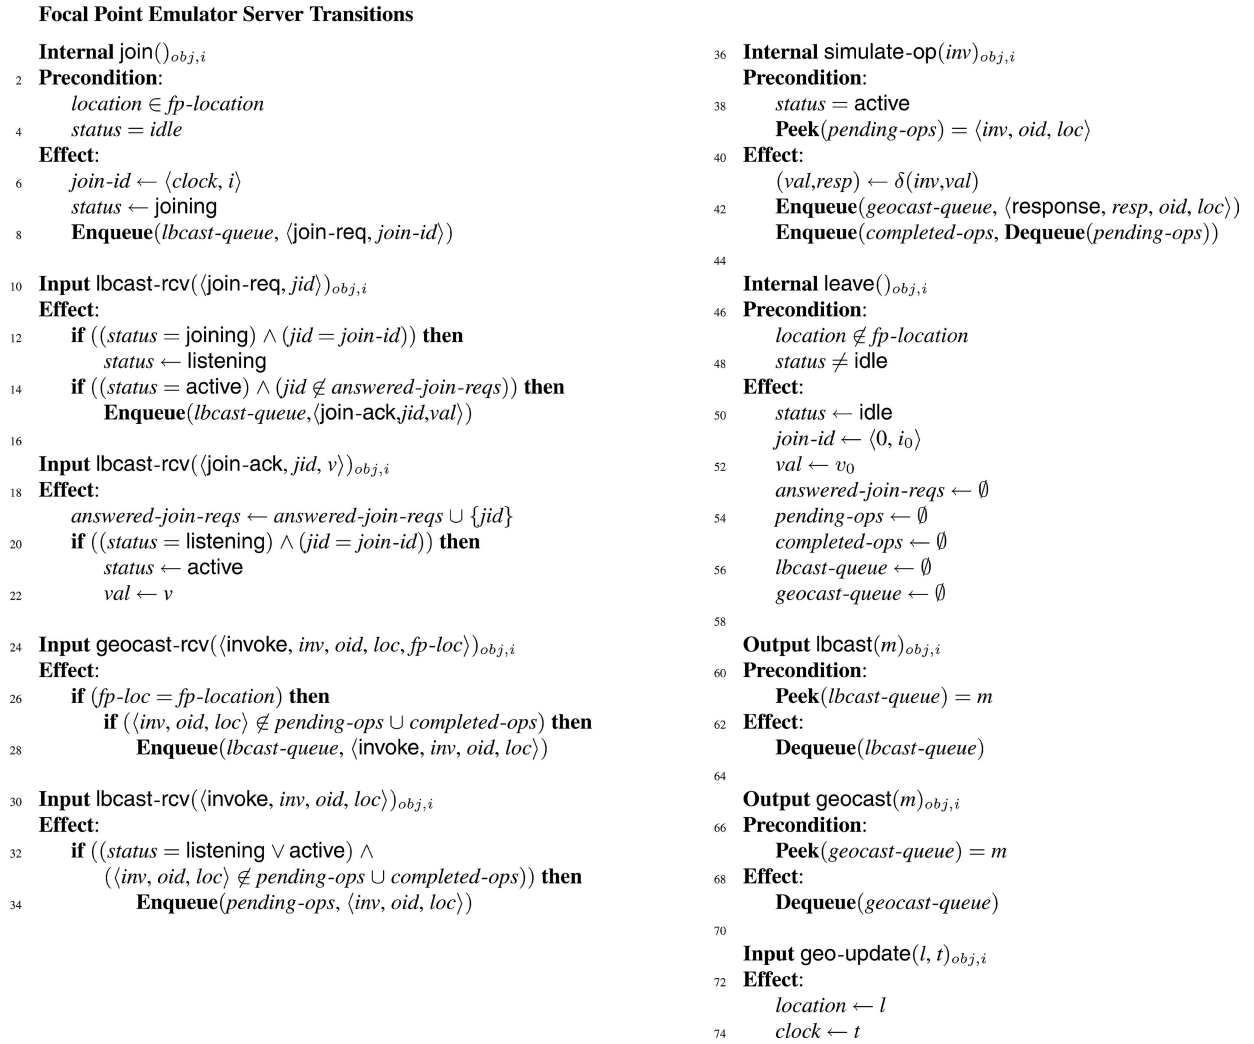 Focal Point Emulator Server Transitions
Internal join()obj,i
2 Precondition:
location ∈ fp-location
4 status = idle
Effect:
6 join-id ← ⟨clock, i⟩
status ← joining
8 Enqueue(lbcast-queue, ⟨join-req, join-id⟩)
10 Input lbcast-rcv(⟨join-req, jid⟩)obj,i
Effect:
12 if ((status = joining) ∧ (jid = join-id)) then
status ← listening
14 if ((status = active) ∧ (jid ∉ answered-join-reqs)) then
Enqueue(lbcast-queue,⟨join-ack,jid,val⟩)
16
Input lbcast-rcv(⟨join-ack, jid, v⟩)obj,i
18 Effect:
answered-join-reqs ← answered-join-reqs ∪ {jid}
20 if ((status = listening) ∧ (jid = join-id)) then
status ← active
22 val ← v
24 Input geocast-rcv(⟨invoke, inv, oid, loc, fp-loc⟩)obj,i
Effect:
26 if (fp-loc = fp-location) then
if (⟨inv, oid, loc⟩ ∉ pending-ops ∪ completed-ops) then
28 Enqueue(lbcast-queue, ⟨invoke, inv, oid, loc⟩)
30 Input lbcast-rcv(⟨invoke, inv, oid, loc⟩)obj,i
Effect:
32 if ((status = listening ∨ active) ∧
(⟨inv, oid, loc⟩ ∉ pending-ops ∪ completed-ops)) then
34 Enqueue(pending-ops, ⟨inv, oid, loc⟩)
36 Internal simulate-op(inv)obj,i
Precondition:
38 status = active
Peek(pending-ops) = ⟨inv, oid, loc⟩
40 Effect:
(val,resp) ← δ(inv,val)
42 Enqueue(geocast-queue, ⟨response, resp, oid, loc⟩)
Enqueue(completed-ops, Dequeue(pending-ops))
44
Internal leave()obj,i
46 Precondition:
location ∉ fp-location
48 status ≠ idle
Effect:
50 status ← idle
join-id ← ⟨0, i0⟩
52 val ← v0
answered-join-reqs ← ∅
54 pending-ops ← ∅
completed-ops ← ∅
56 lbcast-queue ← ∅
geocast-queue ← ∅
58
Output lbcast(m)obj,i
60 Precondition:
Peek(lbcast-queue) = m
62 Effect:
Dequeue(lbcast-queue)
64
Output geocast(m)obj,i
66 Precondition:
Peek(geocast-queue) = m
68 Effect:
Dequeue(geocast-queue)
70
Input geo-update(l, t)obj,i
72 Effect:
location ← l
74 clock ← t